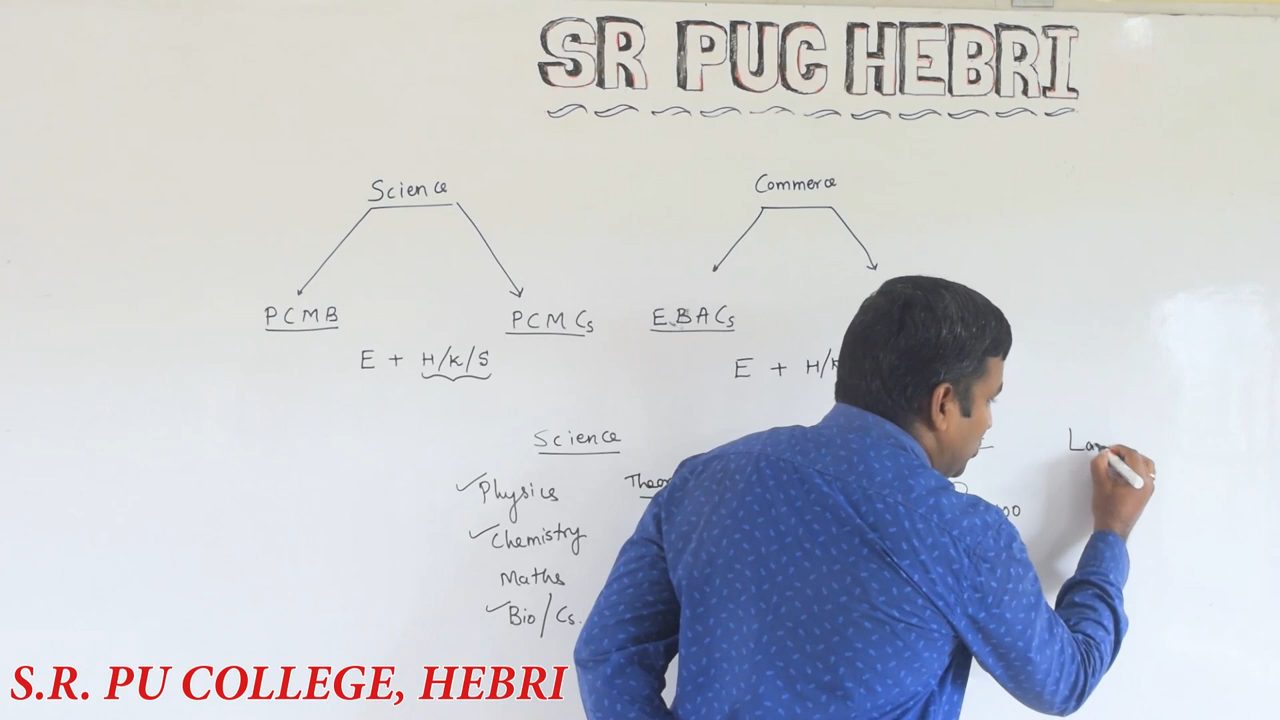 SR PUC HEBRI
Science
Commerce
PCMB
PCMCs
EBACs
E + H/K/S
E + H/K
Science
Physics
Chemistry
Maths
Bio/Cs.
S.R. PU COLLEGE, HEBRI